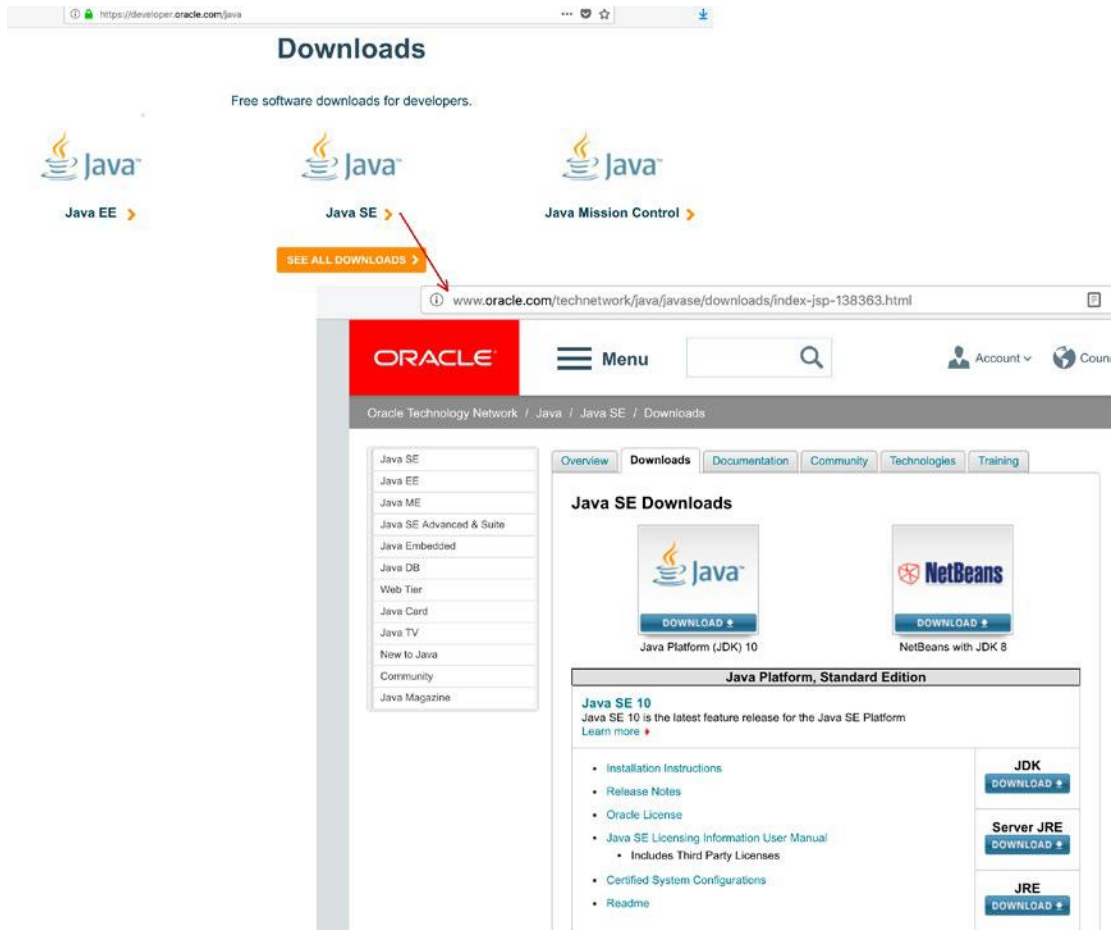 https://developer.oracle.com/java
Downloads
Free software downloads for developers.
Java
Java
Java
Java EE
Java SE
Java Mission Control
SEE ALL DOWNLOADS
www.oracle.com/technetwork/java/javase/downloads/index-jsp-138363.html
ORACLE
Menu
Account
Coun
Oracle Technology Network / Java / Java SE / Downloads
Java SE
Java EE
Java ME
Java SE Advanced & Suite
Java Embedded
Java DB
Web Tier
Java Card
Java TV
New to Java
Community
Java Magazine
Overview Downloads Documentation Community Technologies Training
Java SE Downloads
Java
NetBeans
DOWNLOAD
DOWNLOAD
Java Platform (JDK) 10
NetBeans with JDK 8
Java Platform, Standard Edition
Java SE 10
Java SE 10 is the latest feature release for the Java SE Platform
Learn more
• Installation Instructions
• Release Notes
• Oracle License
• Java SE Licensing Information User Manual
• Includes Third Party Licenses
• Certified System Configurations
• Readme
JDK
DOWNLOAD
Server JRE
DOWNLOAD
JRE
DOWNLOAD